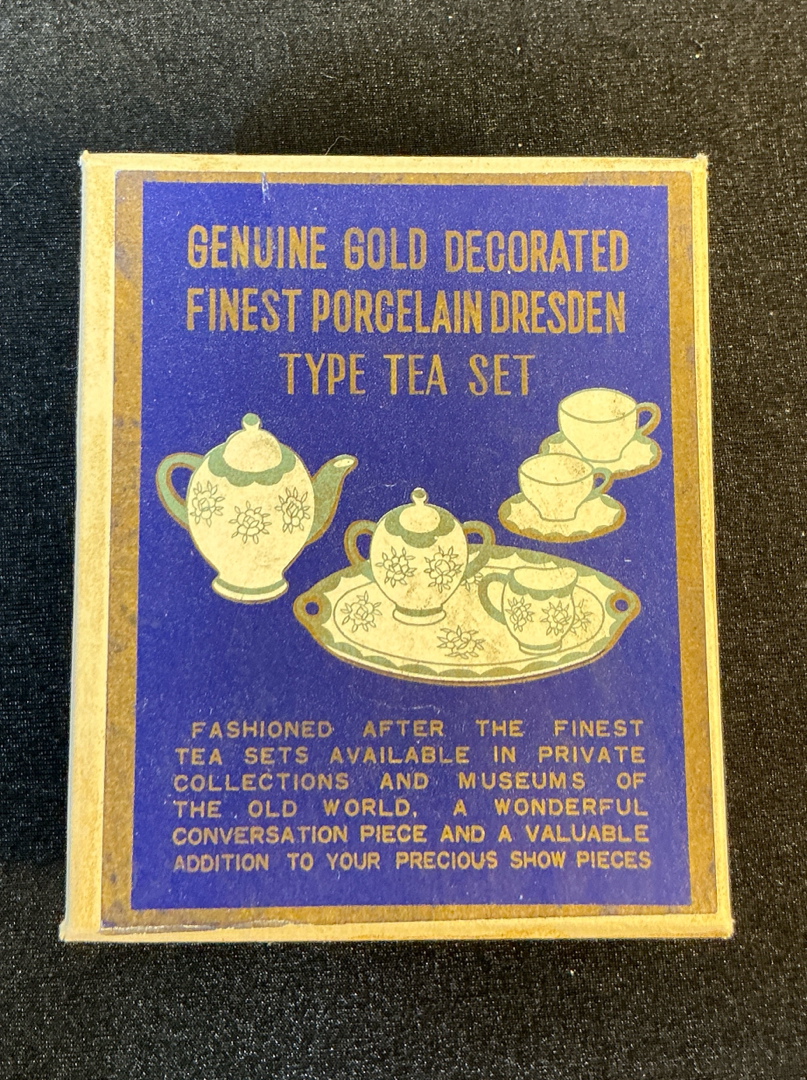 GENUINE GOLD DECORATED
FINEST PORCELAIN DRESDEN
TYPE TEA SET
FASHIONED AFTER THE FINEST
TEA SETS AVAILABLE IN PRIVATE
COLLECTIONS AND MUSEUMS OF
THE OLD WORLD, A WONDERFUL
CONVERSATION PIECE AND A VALUABLE
ADDITION TO YOUR PRECIOUS SHOW PIECES